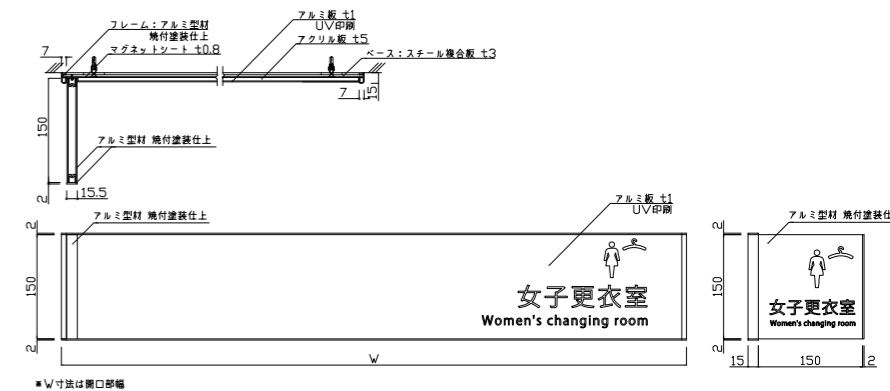 フレーム：アルミ型材
焼付塗装仕上
マグネットシート t0.8
アルミ板 t1
UV印刷
アクリル板 t5
ベース：スチール複合板 t3
7
7
15
150
2
15.5
アルミ型材 焼付塗装仕上
アルミ型材 焼付塗装仕上
アルミ板 t1
UV印刷
2
150
2
女子更衣室
Women's changing room
W
※W寸法は開口部幅
アルミ型材 焼付塗装仕
2
150
2
女子更衣室
Women's changing room
15
150
2